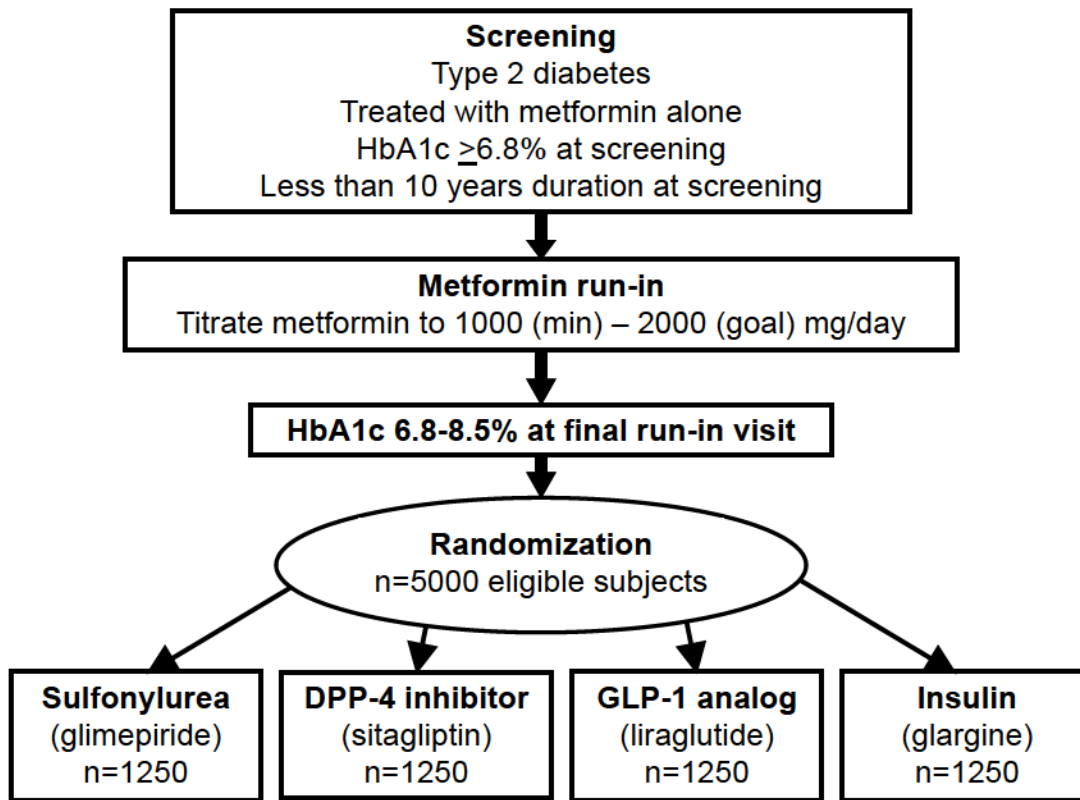 Screening
Type 2 diabetes
Treated with metformin alone
HbA1c ≥6.8% at screening
Less than 10 years duration at screening
Metformin run-in
Titrate metformin to 1000 (min) – 2000 (goal) mg/day
HbA1c 6.8-8.5% at final run-in visit
Randomization
n=5000 eligible subjects
Sulfonylurea
(glimepiride)
n=1250
DPP-4 inhibitor
(sitagliptin)
n=1250
GLP-1 analog
(liraglutide)
n=1250
Insulin
(glargine)
n=1250